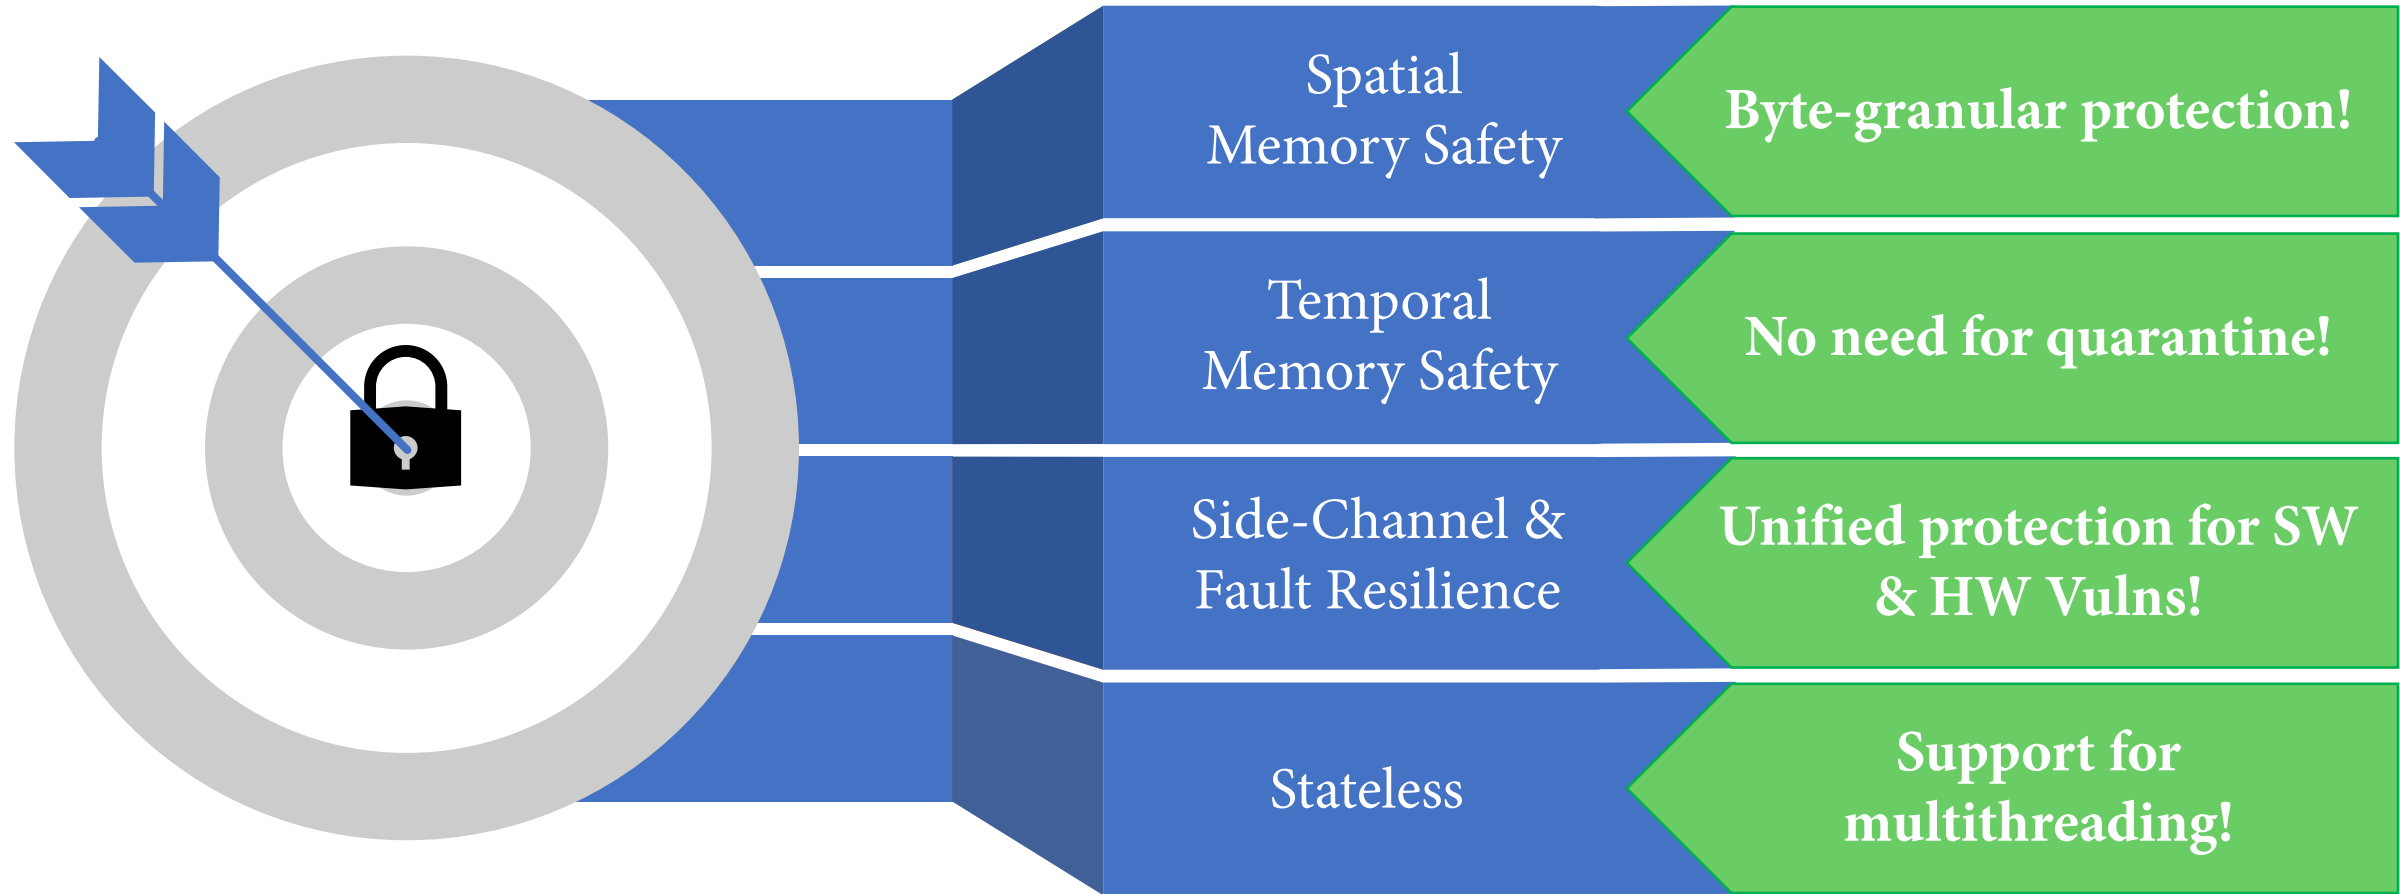 Spatial
Memory Safety
Byte-granular protection!
Temporal
Memory Safety
No need for quarantine!
Side-Channel &
Fault Resilience
Unified protection for SW
& HW Vulns!
Stateless
Support for
multithreading!